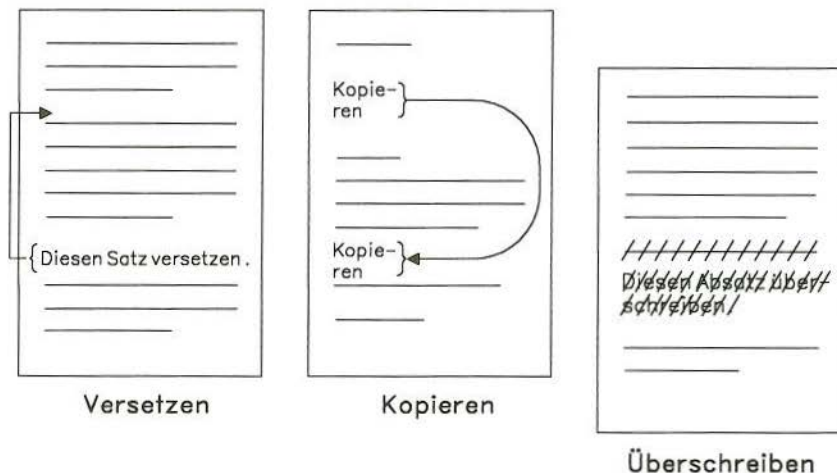 Kopie-
ren
Diesen Satz versetzen.
Kopie-
ren
Diesen Absatz über-
schreiben.
Versetzen
Kopieren
Überschreiben